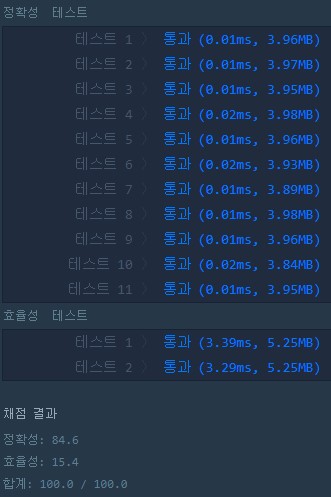 정확성 테스트
테스트 1 〉 통과 (0.01ms, 3.96MB)
테스트 2 〉 통과 (0.01ms, 3.97MB)
테스트 3 〉 통과 (0.01ms, 3.95MB)
테스트 4 〉 통과 (0.02ms, 3.98MB)
테스트 5 〉 통과 (0.01ms, 3.96MB)
테스트 6 〉 통과 (0.02ms, 3.93MB)
테스트 7 〉 통과 (0.01ms, 3.89MB)
테스트 8 〉 통과 (0.01ms, 3.98MB)
테스트 9 〉 통과 (0.01ms, 3.96MB)
테스트 10 〉 통과 (0.02ms, 3.84MB)
테스트 11 〉 통과 (0.01ms, 3.95MB)
효율성 테스트
테스트 1 〉 통과 (3.39ms, 5.25MB)
테스트 2 〉 통과 (3.29ms, 5.25MB)
채점 결과
정확성: 84.6
효율성: 15.4
합계: 100.0 / 100.0